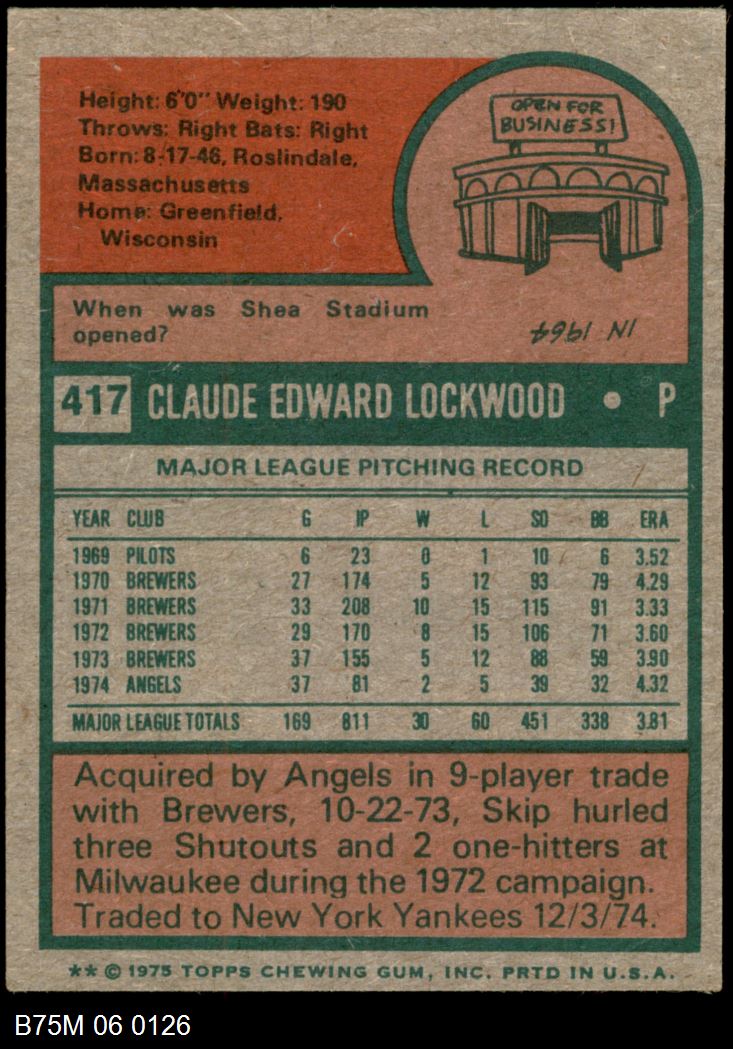 Height: 6'0" Weight: 190
Throws: Right Bats: Right
Born: 8-17-46, Roslindale,
Massachusetts
Home: Greenfield,
Wisconsin
OPEN FOR
BUSINESS!
When was Shea Stadium
opened?
IN 1964
417 CLAUDE EDWARD LOCKWOOD • P
MAJOR LEAGUE PITCHING RECORD
YEAR CLUB G IP W L SO BB ERA
1969 PILOTS 6 23 0 1 10 6 3.52
1970 BREWERS 27 174 5 12 93 79 4.29
1971 BREWERS 33 208 10 15 115 91 3.33
1972 BREWERS 29 170 8 15 106 71 3.60
1973 BREWERS 37 155 5 12 88 59 3.90
1974 ANGELS 37 81 2 5 39 32 4.32
MAJOR LEAGUE TOTALS 169 811 30 60 451 338 3.81
Acquired by Angels in 9-player trade
with Brewers, 10-22-73, Skip hurled
three Shutouts and 2 one-hitters at
Milwaukee during the 1972 campaign.
Traded to New York Yankees 12/3/74.
** © 1975 TOPPS CHEWING GUM, INC. PRTD IN U.S.A.
B75M 06 0126